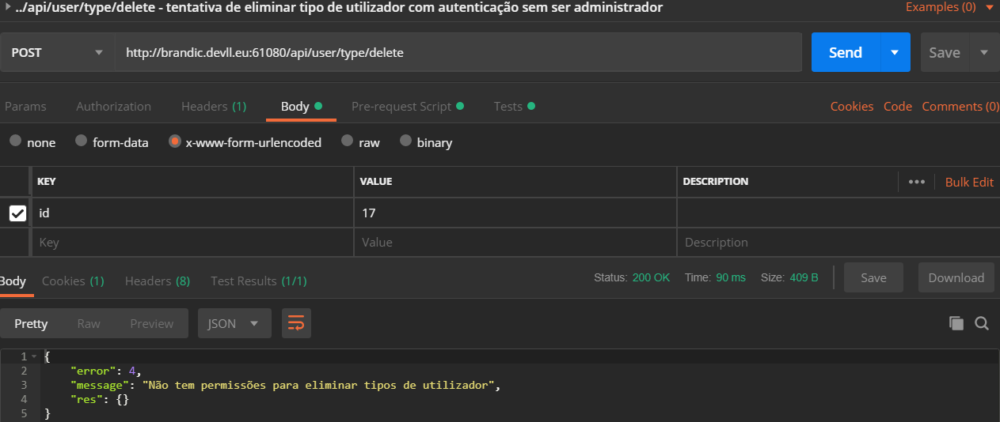 ../api/user/type/delete - tentativa de eliminar tipo de utilizador com autenticação sem ser administrador Examples (0)
POST http://brandic.devll.eu:61080/api/user/type/delete Send Save
Params Authorization Headers (1) Body Pre-request Script Tests Cookies Code Comments (0)
none form-data x-www-form-urlencoded raw binary
KEY VALUE DESCRIPTION ••• Bulk Edit
id 17
Key Value Description
Body Cookies (1) Headers (8) Test Results (1/1) Status: 200 OK Time: 90 ms Size: 409 B Save Download
Pretty Raw Preview JSON
1 {
2 "error": 4,
3 "message": "Não tem permissões para eliminar tipos de utilizador",
4 "res": {}
5 }